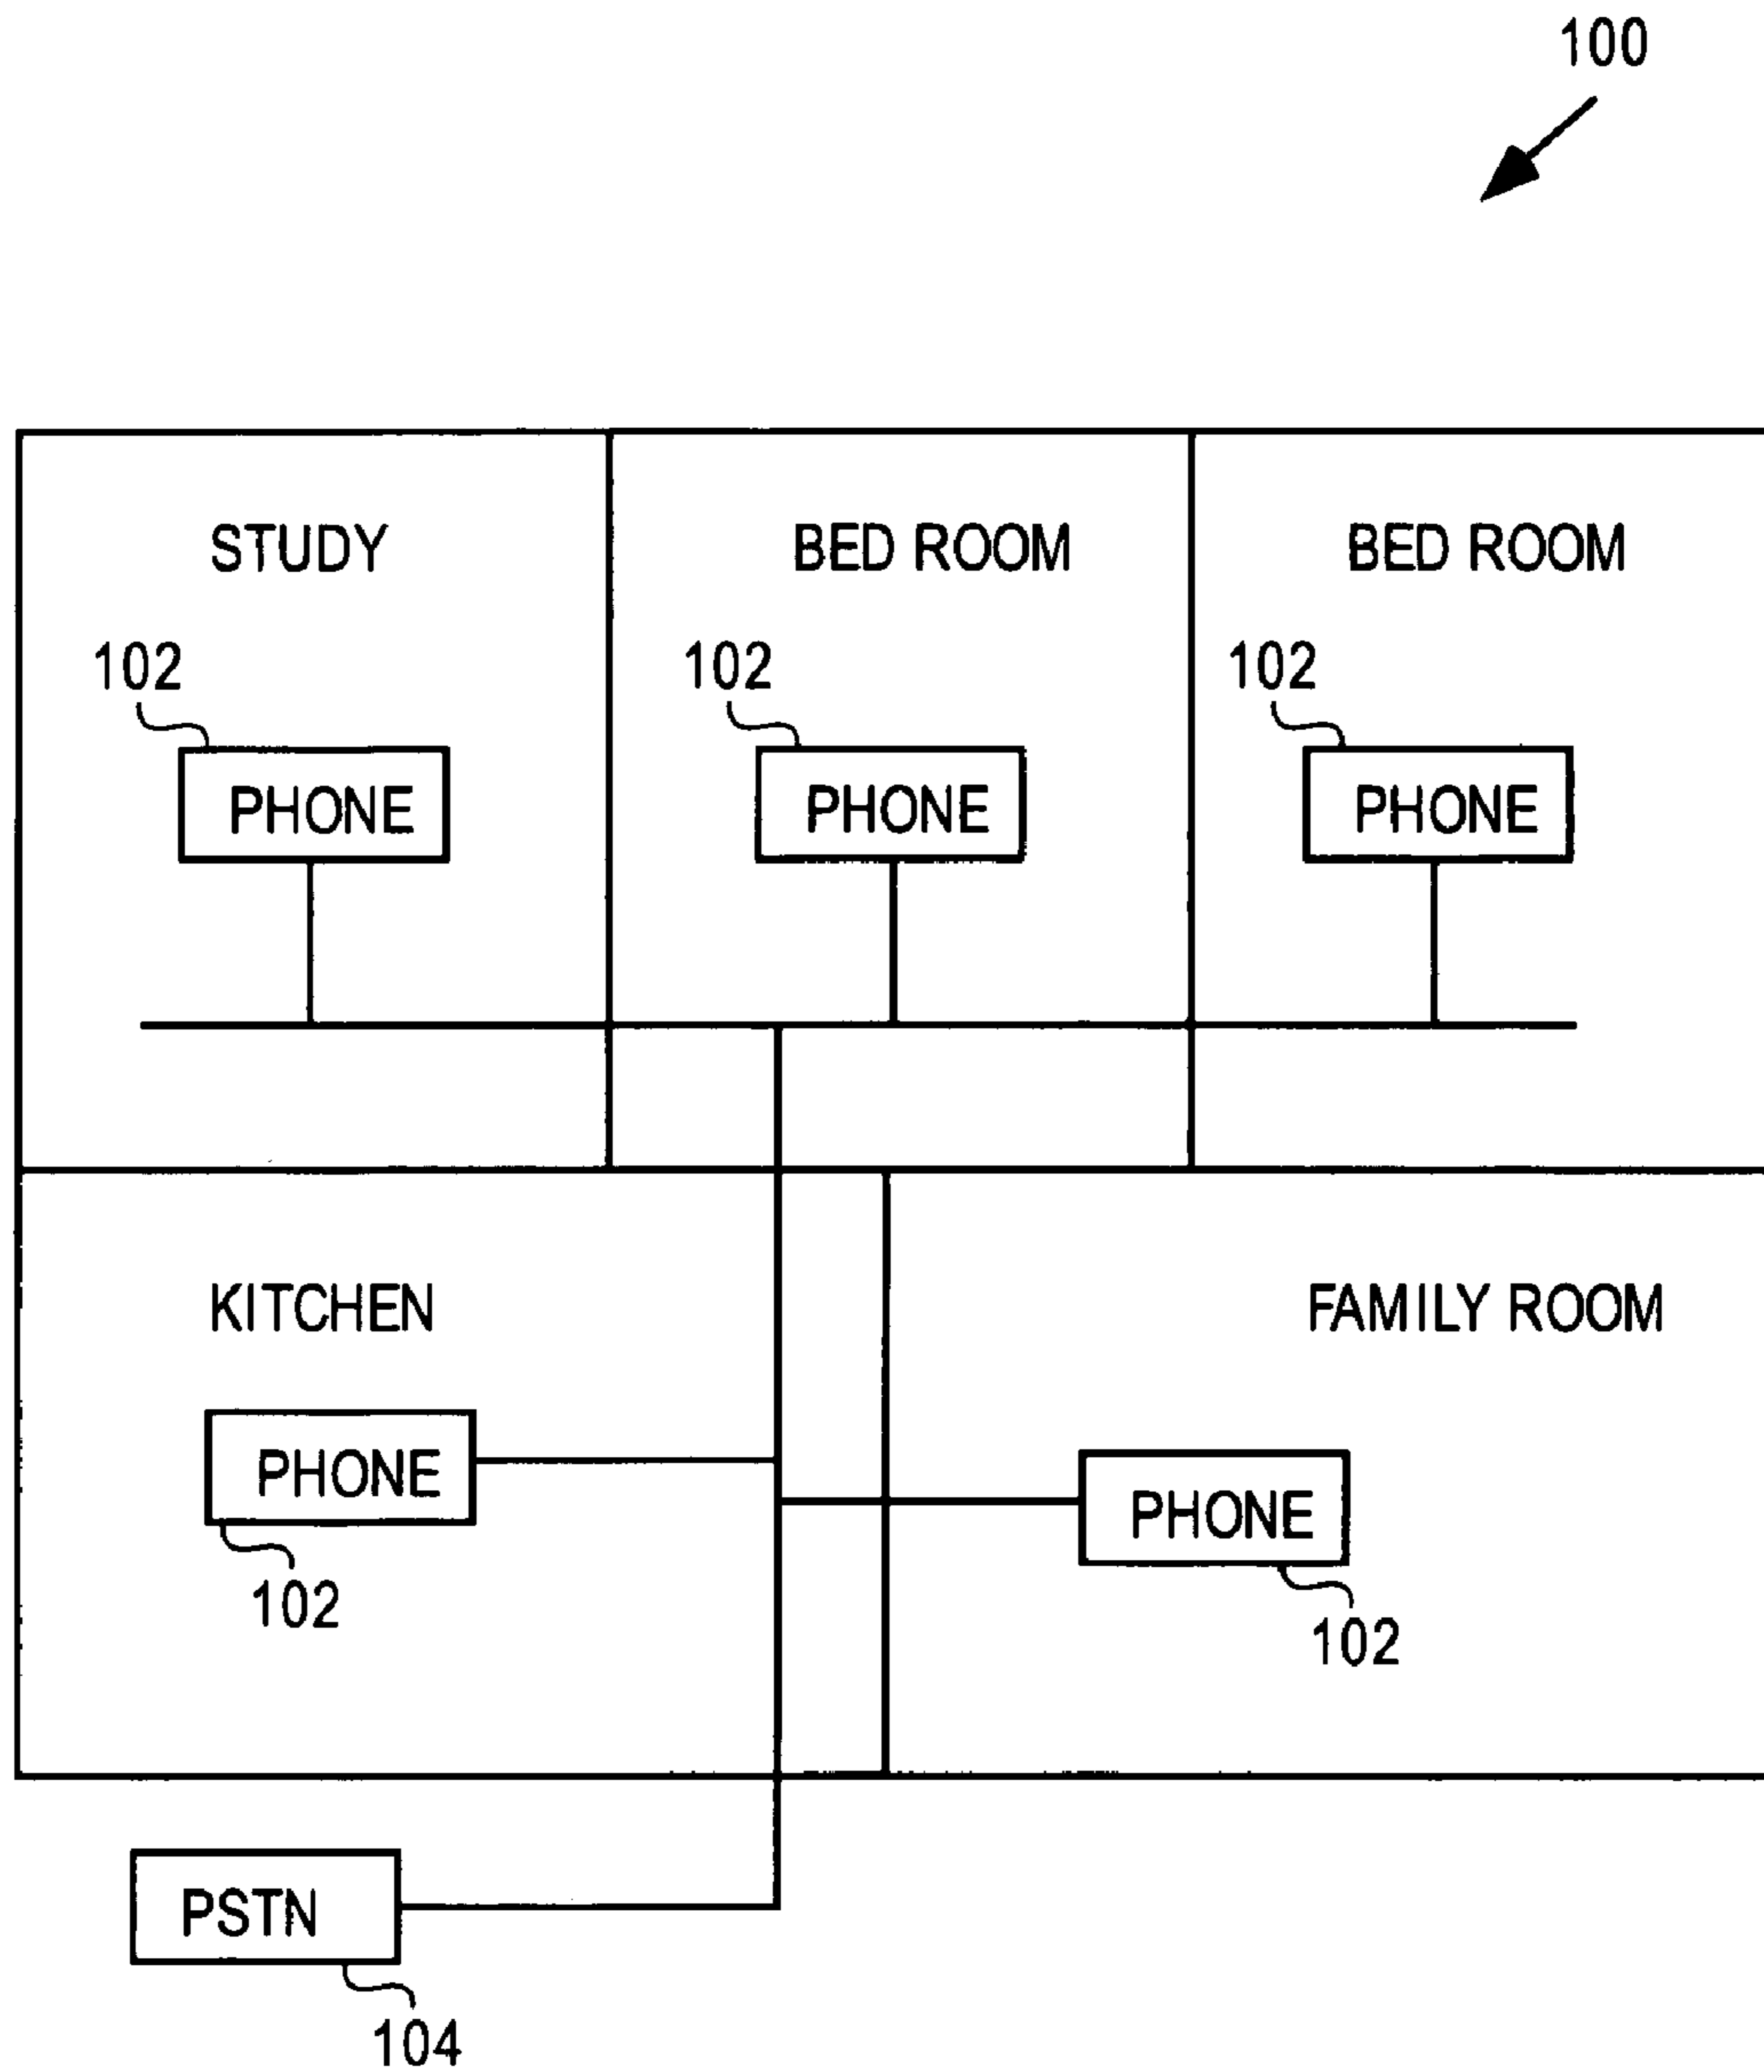 100
STUDY
BED ROOM
BED ROOM
102
102
102
PHONE
PHONE
PHONE
KITCHEN
FAMILY ROOM
PHONE
PHONE
102
102
PSTN
104